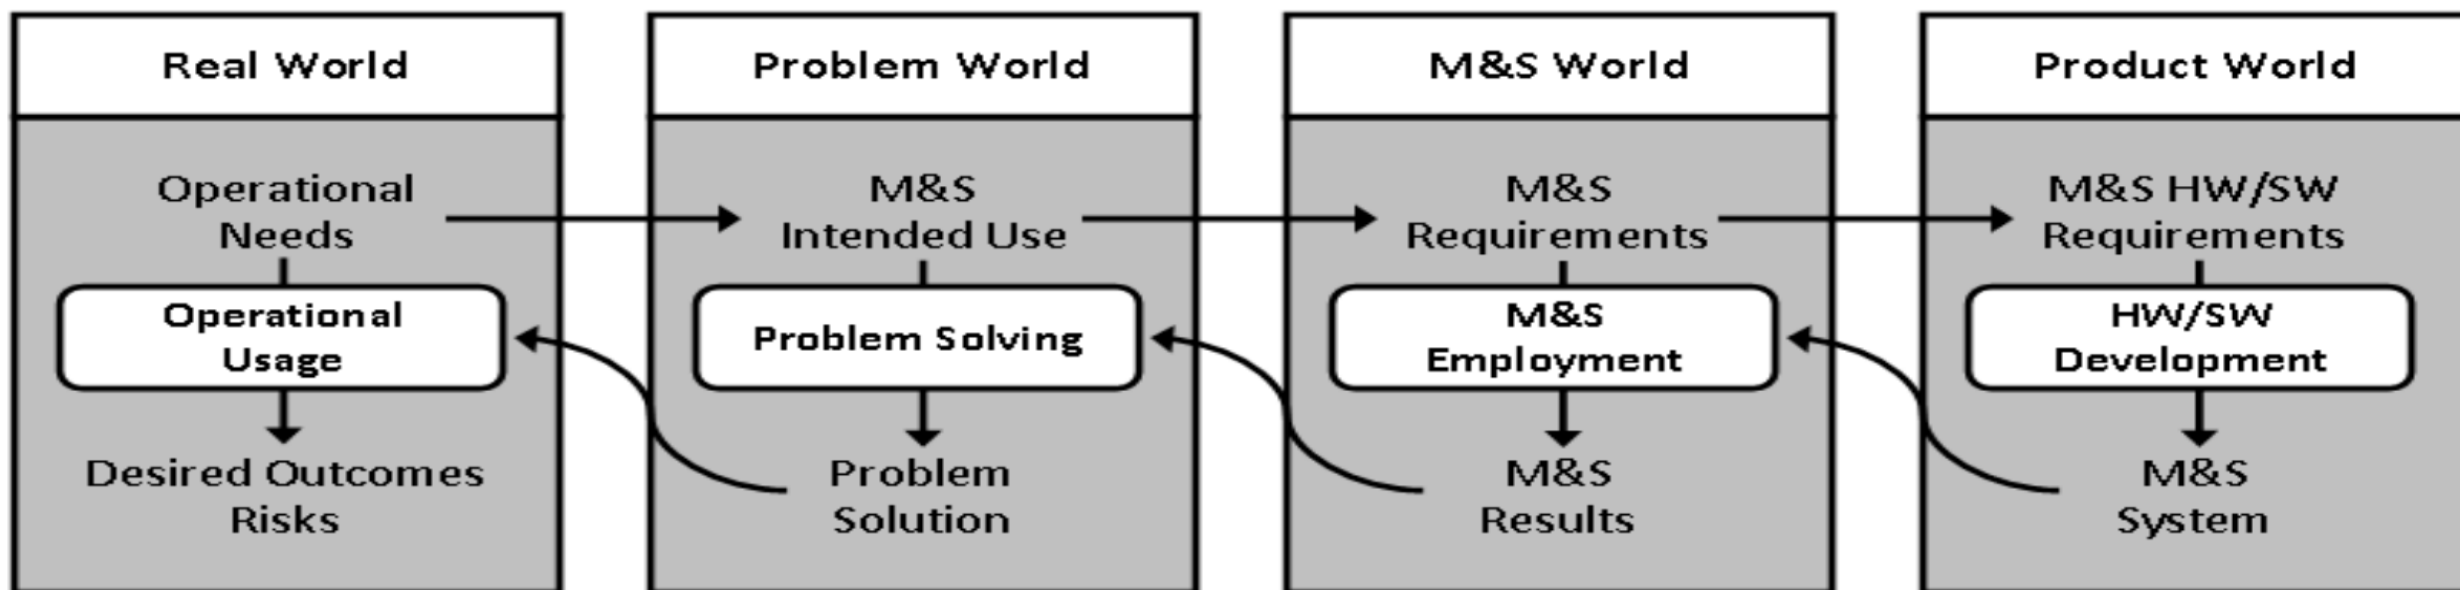 Real World
Operational
Needs
Operational
Usage
Desired Outcomes
Risks
Problem World
M&S
Intended Use
Problem Solving
Problem
Solution
M&S World
M&S
Requirements
M&S
Employment
M&S
Results
Product World
M&S HW/SW
Requirements
HW/SW
Development
M&S
System